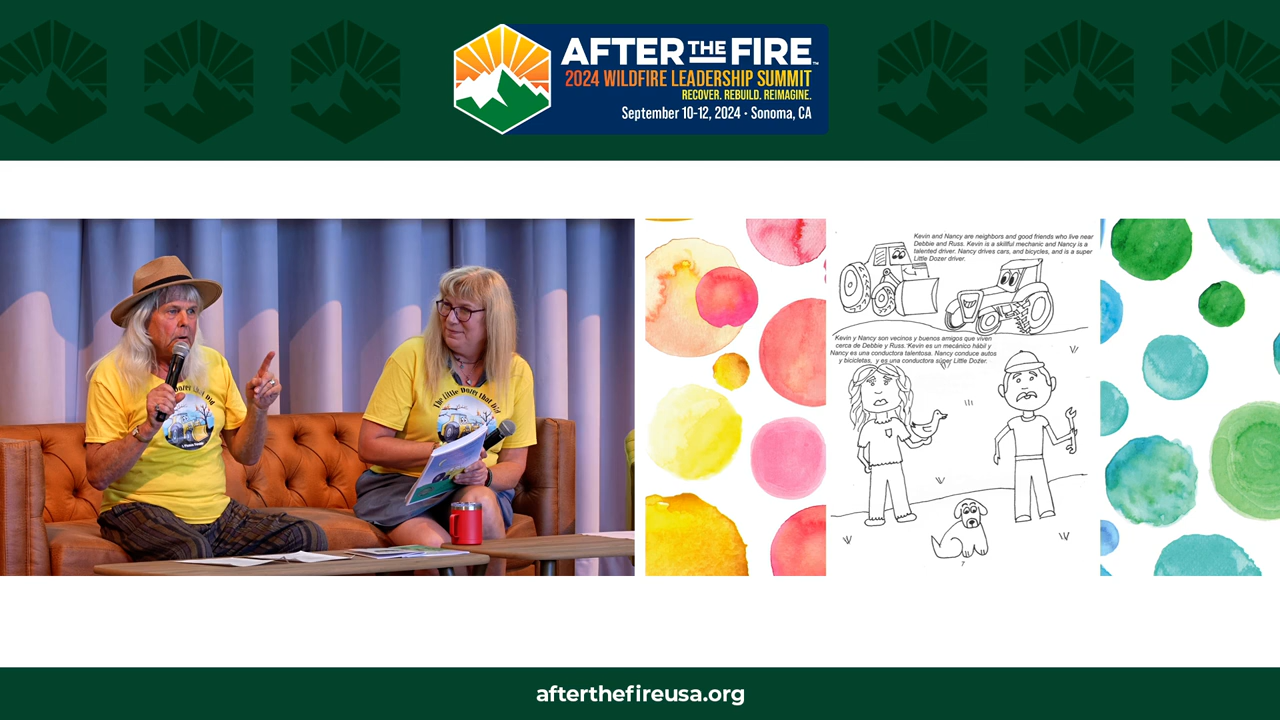 AFTER THE FIRE™
2024 WILDFIRE LEADERSHIP SUMMIT
RECOVER. REBUILD. REIMAGINE.
September 10-12, 2024 · Sonoma, CA
Kevin and Nancy are neighbors and good friends who live near
Debbie and Russ. Kevin is a skillful mechanic and Nancy is a
talented driver. Nancy drives cars, and bicycles, and is a super
Little Dozer driver.
Kevin y Nancy son vecinos y buenos amigos que viven
cerca de Debbie y Russ. Kevin es un mecánico hábil y
Nancy es una conductora talentosa. Nancy conduce autos
y bicicletas, y es una conductora súper Little Dozer.
Dozer that Did
The Little Dozer that Did
7
afterthefireusa.org